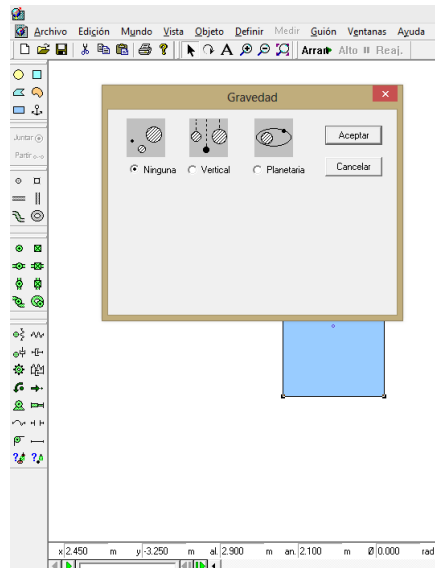 Archivo Edición Mundo Vista Objeto Definir Medir Guión Ventanas Ayuda
A Arran Alto II Reaj.
Juntar
Partir
Gravedad
Ninguna Vertical Planetaria
Aceptar
Cancelar
x 2.450 m y -3.250 m al. 2.900 m an. 2.100 m Ø 0.000 rad